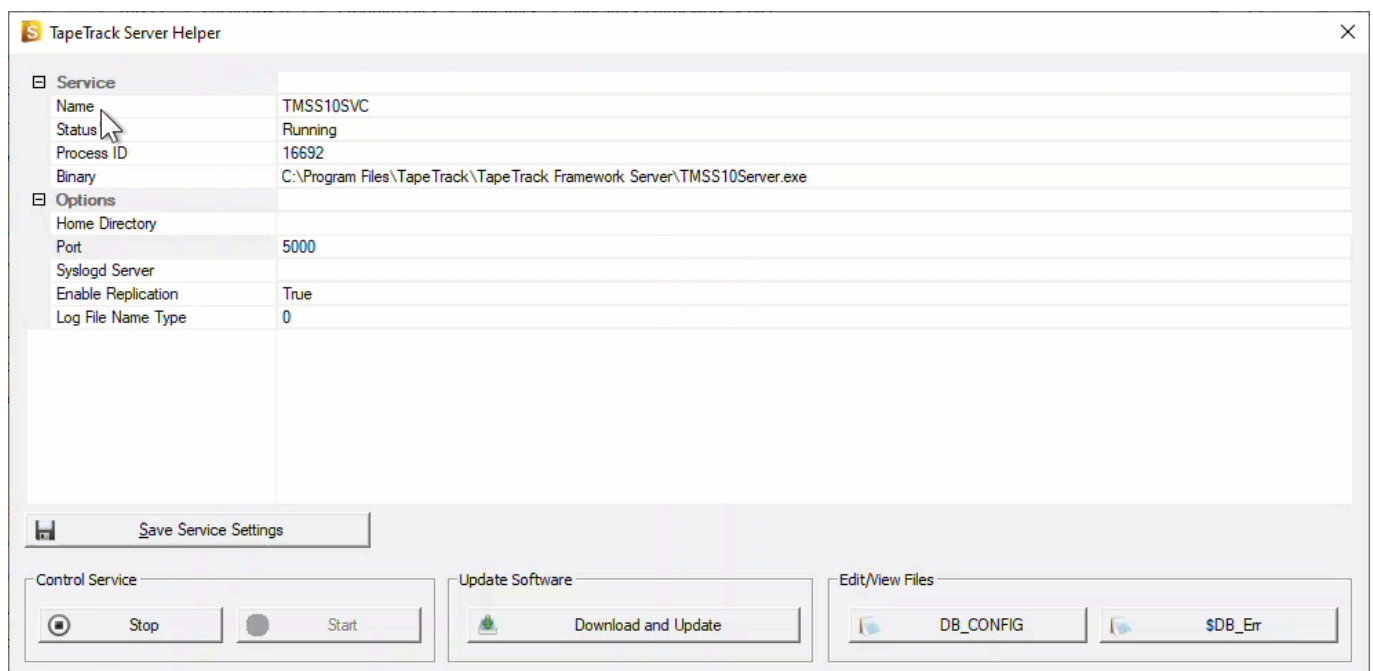 TapeTrack Server Helper
Service
Name TMSS10SVC
Status Running
Process ID 16692
Binary C:\Program Files\TapeTrack\TapeTrack Framework Server\TMSS10Server.exe
Options
Home Directory
Port 5000
Syslogd Server
Enable Replication True
Log File Name Type 0
Save Service Settings
Control Service Update Software Edit/View Files
Stop Start Download and Update DB_CONFIG $DB_Err